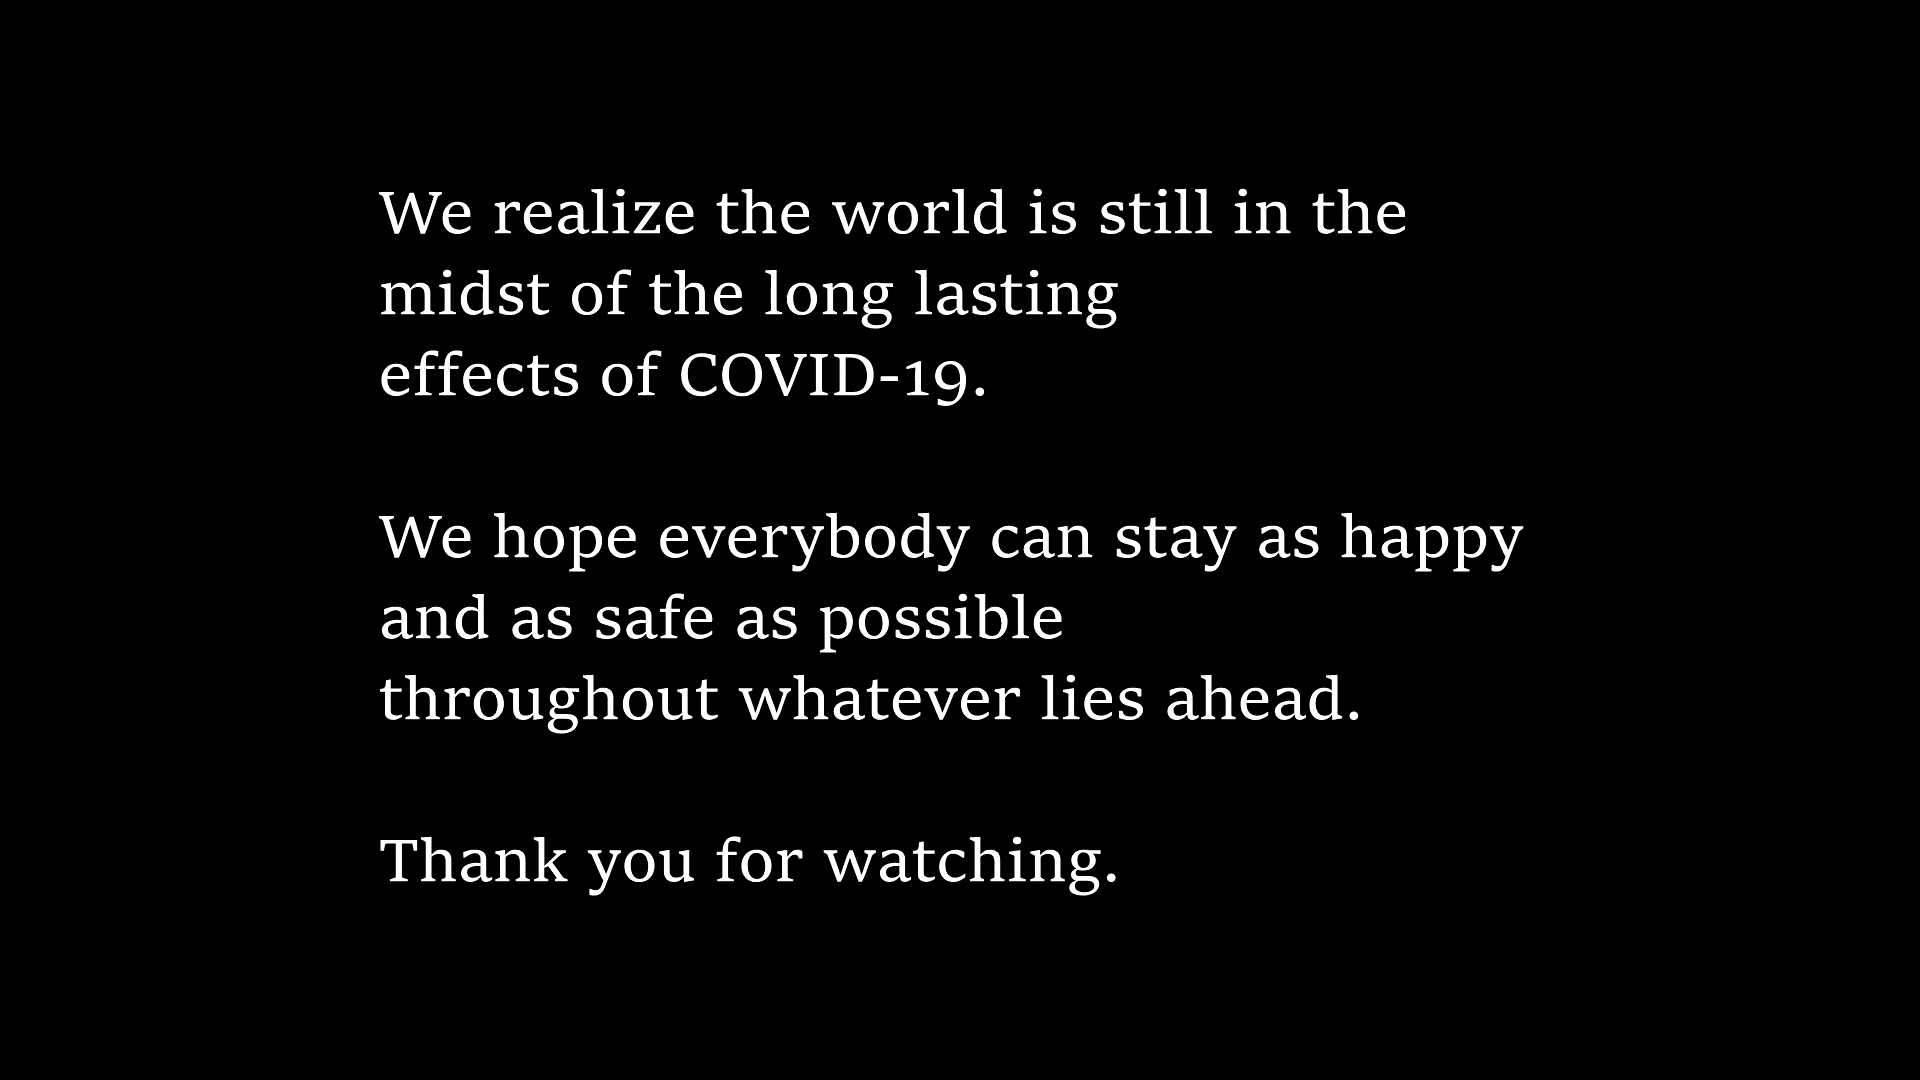 We realize the world is still in the
midst of the long lasting
effects of COVID-19.
We hope everybody can stay as happy
and as safe as possible
throughout whatever lies ahead.
Thank you for watching.